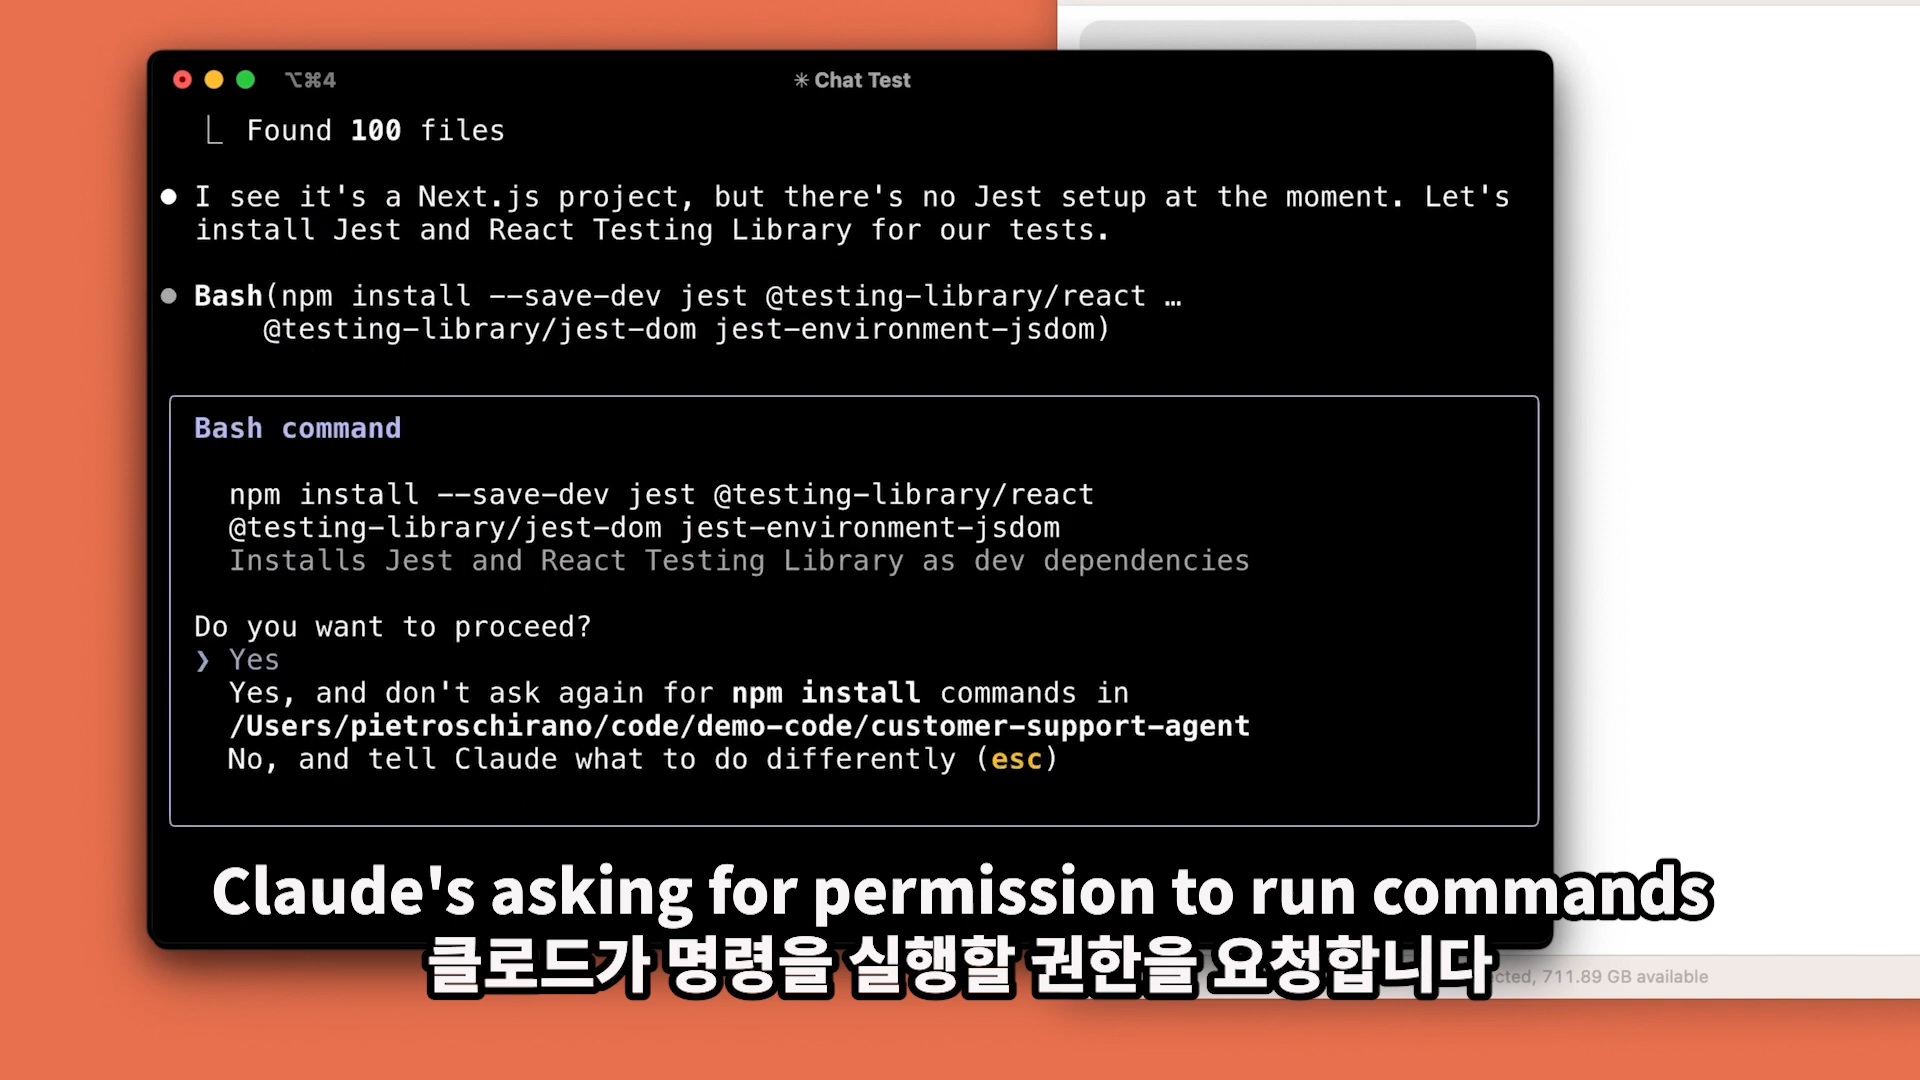 ⌥⌘4
✳ Chat Test
⎿ Found 100 files
● I see it's a Next.js project, but there's no Jest setup at the moment. Let's
install Jest and React Testing Library for our tests.
● Bash(npm install --save-dev jest @testing-library/react …
@testing-library/jest-dom jest-environment-jsdom)
Bash command
npm install --save-dev jest @testing-library/react
@testing-library/jest-dom jest-environment-jsdom
Installs Jest and React Testing Library as dev dependencies
Do you want to proceed?
❯ Yes
Yes, and don't ask again for npm install commands in
/Users/pietroschirano/code/demo-code/customer-support-agent
No, and tell Claude what to do differently (esc)
Claude's asking for permission to run commands
클로드가 명령을 실행할 권한을 요청합니다
711.89 GB available